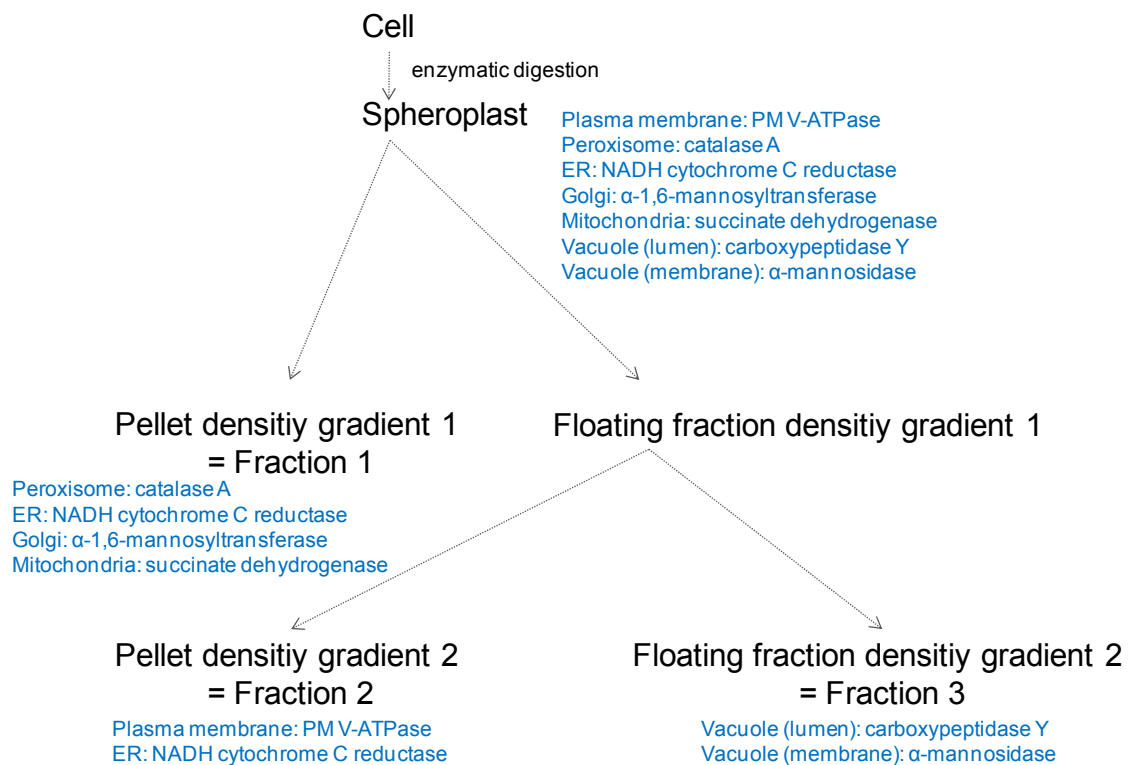 Cell
enzymatic digestion
Spheroplast
Plasma membrane: PM V-ATPase
Peroxisome: catalase A
ER: NADH cytochrome C reductase
Golgi: α-1,6-mannosyltransferase
Mitochondria: succinate dehydrogenase
Vacuole (lumen): carboxypeptidase Y
Vacuole (membrane): α-mannosidase
Pellet densitiy gradient 1
= Fraction 1
Peroxisome: catalase A
ER: NADH cytochrome C reductase
Golgi: α-1,6-mannosyltransferase
Mitochondria: succinate dehydrogenase
Floating fraction densitiy gradient 1
Pellet densitiy gradient 2
= Fraction 2
Plasma membrane: PM V-ATPase
ER: NADH cytochrome C reductase
Floating fraction densitiy gradient 2
= Fraction 3
Vacuole (lumen): carboxypeptidase Y
Vacuole (membrane): α-mannosidase